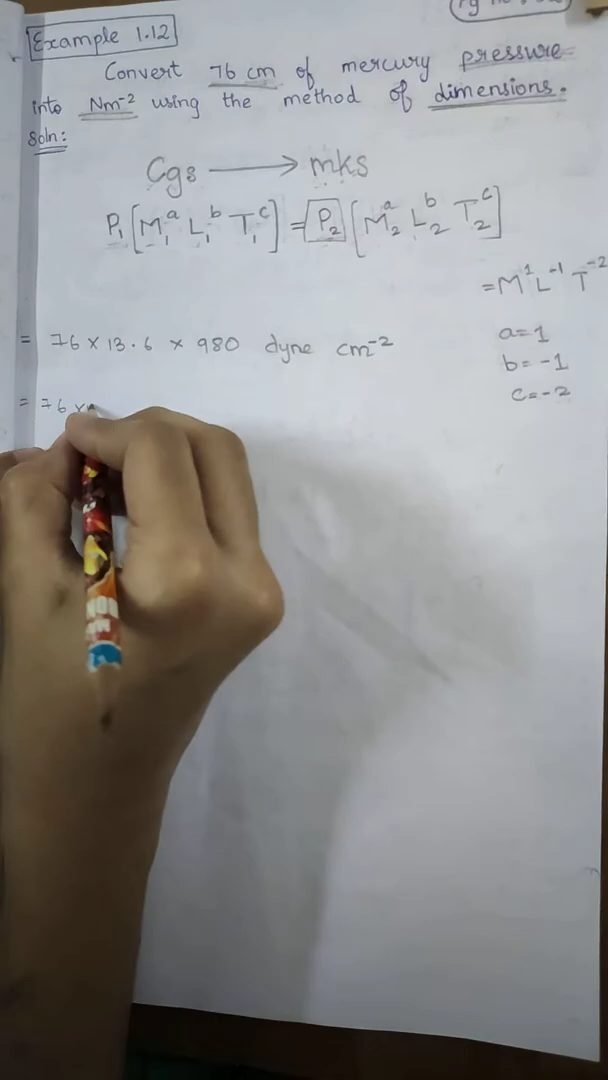 Example 1.12
Convert 76 cm of mercury pressure
into Nm⁻² using the method of dimensions.
Soln:
Cgs → mks
P₁[M₁ᵃ L₁ᵇ T₁ᶜ] = P₂[M₂ᵃ L₂ᵇ T₂ᶜ]
= M¹L⁻¹T⁻²
= 76 × 13.6 × 980 dyne cm⁻²
a=1
b=-1
c=-2
= 76 ×